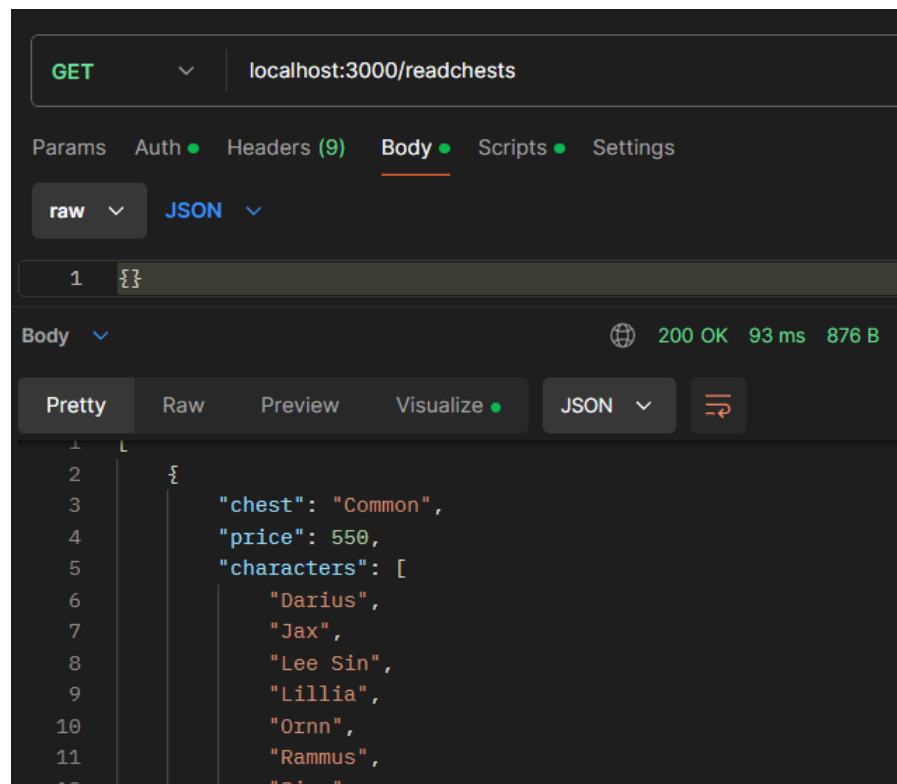 GET localhost:3000/readchests
Params Auth Headers (9) Body Scripts Settings
raw JSON
1 {}
Body 200 OK 93 ms 876 B
Pretty Raw Preview Visualize JSON
1 [
2 {
3 "chest": "Common",
4 "price": 550,
5 "characters": [
6 "Darius",
7 "Jax",
8 "Lee Sin",
9 "Lillia",
10 "Ornn",
11 "Rammus",